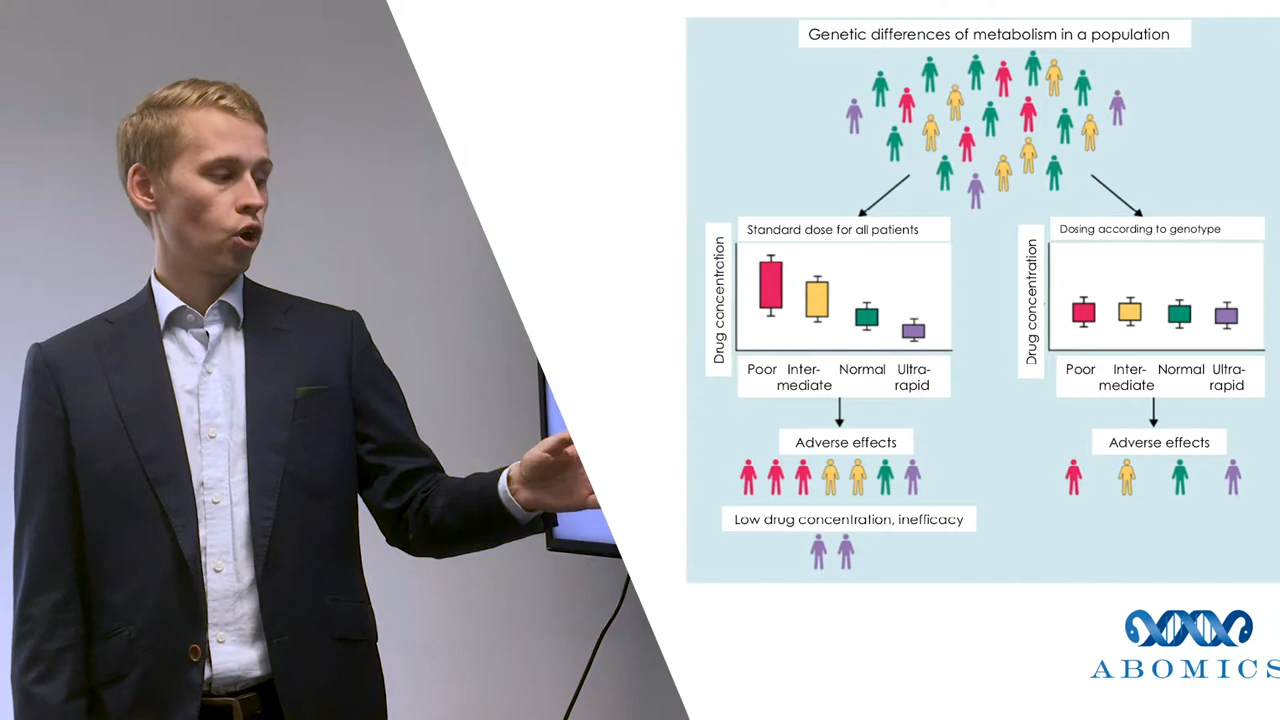 Genetic differences of metabolism in a population
Standard dose for all patients
Drug concentration
Poor Inter-mediate Normal Ultra-rapid
Adverse effects
Low drug concentration, inefficacy
Dosing according to genotype
Drug concentration
Poor Inter-mediate Normal Ultra-rapid
Adverse effects
ABOMICS